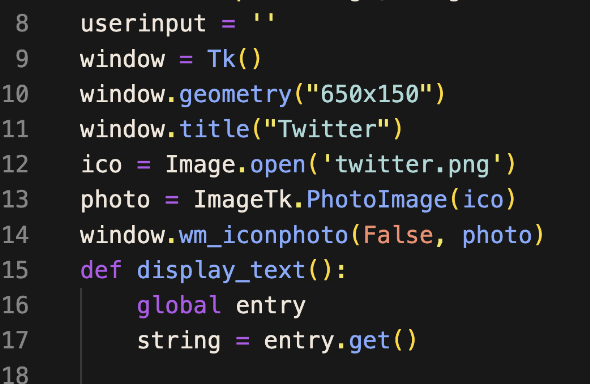 8 userinput = ''
9 window = Tk()
10 window.geometry("650x150")
11 window.title("Twitter")
12 ico = Image.open('twitter.png')
13 photo = ImageTk.PhotoImage(ico)
14 window.wm_iconphoto(False, photo)
15 def display_text():
16     global entry
17     string = entry.get()
18